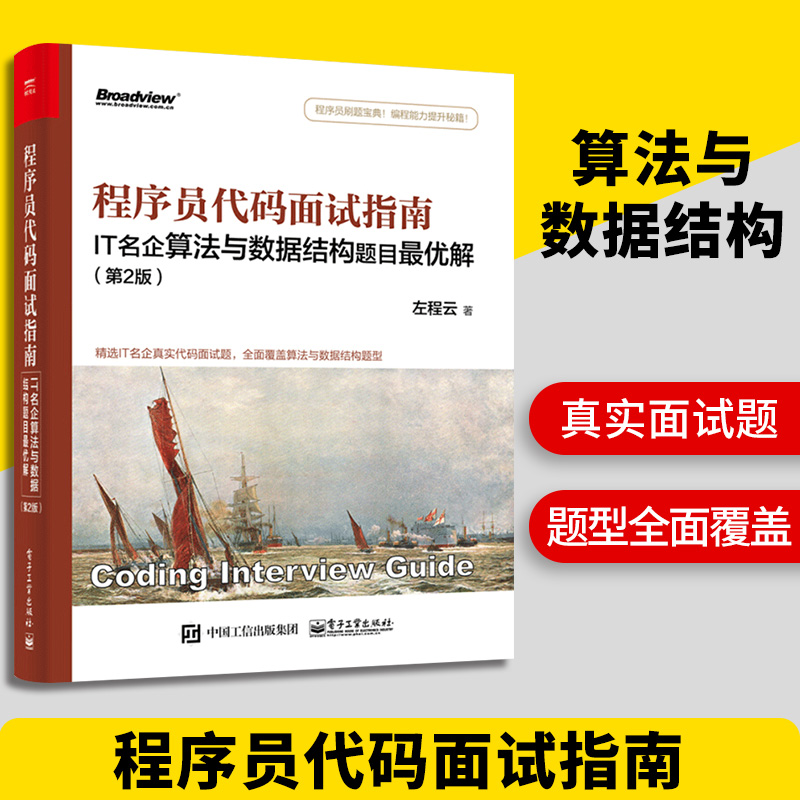 Broadview®
www.broadview.com.cn
程序员刷题宝典！编程能力提升秘籍！
程序员代码面试指南
IT名企算法与数据结构题目最优解
（第2版）
左程云 著
精选IT名企真实代码面试题，全面覆盖算法与数据结构题型
Coding Interview Guide
中国工信出版集团
电子工业出版社
PUBLISHING HOUSE OF ELECTRONICS INDUSTRY
程序员代码面试指南
IT名企算法与数据
结构题目最优解
（第2版）
电子工业出版社
算法与
数据结构
真实面试题
题型全面覆盖
程序员代码面试指南